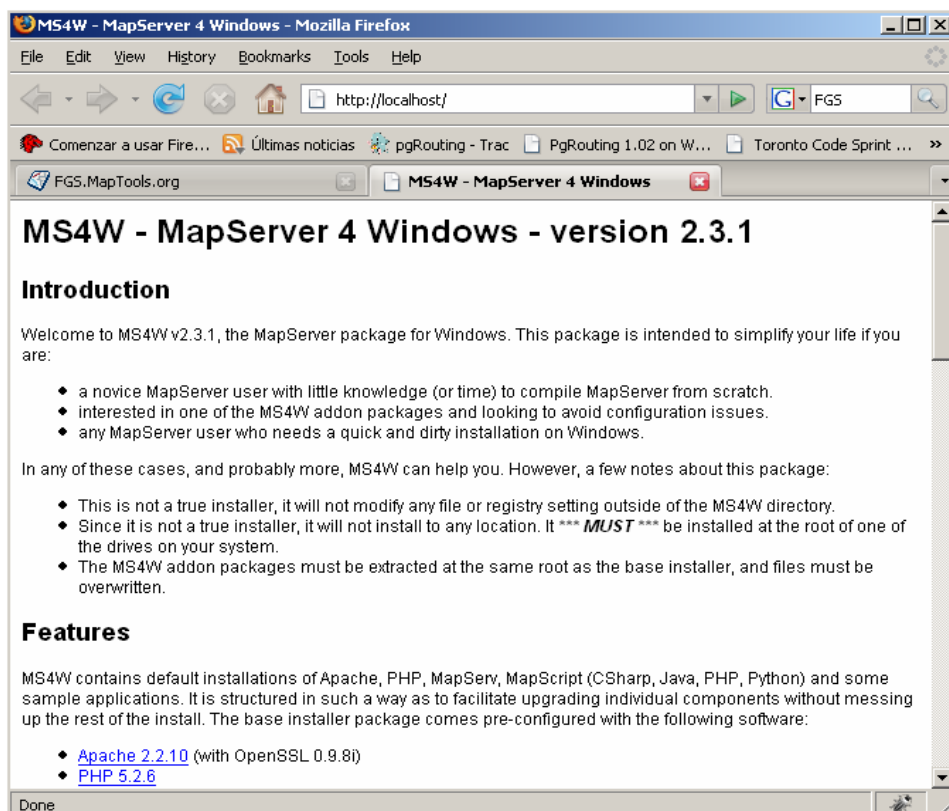 MS4W - MapServer 4 Windows - Mozilla Firefox
File Edit View History Bookmarks Tools Help
http://localhost/
G FGS
Comenzar a usar Fire... Últimas noticias pgRouting - Trac PgRouting 1.02 on W... Toronto Code Sprint ... »
FGS.MapTools.org
MS4W - MapServer 4 Windows
MS4W - MapServer 4 Windows - version 2.3.1
Introduction
Welcome to MS4W v2.3.1, the MapServer package for Windows. This package is intended to simplify your life if you
are:
• a novice MapServer user with little knowledge (or time) to compile MapServer from scratch.
• interested in one of the MS4W addon packages and looking to avoid configuration issues.
• any MapServer user who needs a quick and dirty installation on Windows.
In any of these cases, and probably more, MS4W can help you. However, a few notes about this package:
• This is not a true installer, it will not modify any file or registry setting outside of the MS4W directory.
• Since it is not a true installer, it will not install to any location. It *** MUST *** be installed at the root of one of
the drives on your system.
• The MS4W addon packages must be extracted at the same root as the base installer, and files must be
overwritten.
Features
MS4W contains default installations of Apache, PHP, MapServ, MapScript (CSharp, Java, PHP, Python) and some
sample applications. It is structured in such a way as to facilitate upgrading individual components without messing
up the rest of the install. The base installer package comes pre-configured with the following software:
• Apache 2.2.10 (with OpenSSL 0.9.8i)
• PHP 5.2.6
Done